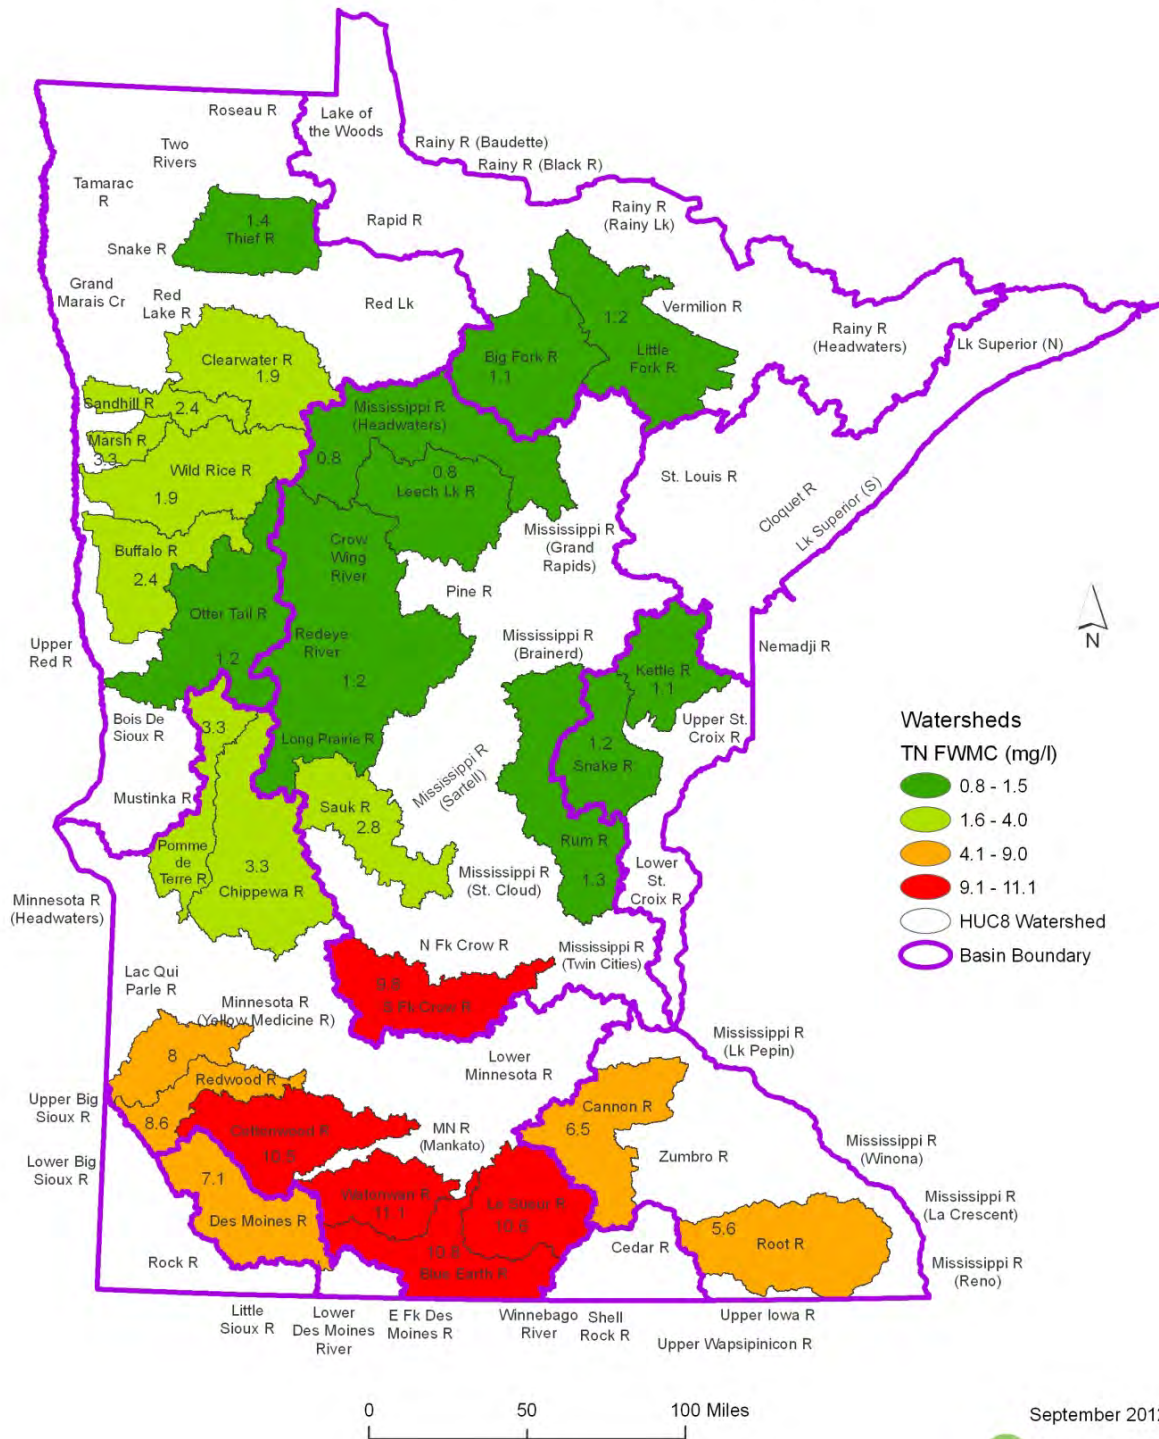 Roseau R
Lake of
the Woods
Two
Rivers
Rainy R (Baudette)
Rainy R (Black R)
Tamarac
R
1.4
Thief R
Rapid R
Rainy R
(Rainy Lk)
Snake R
Grand
Marais Cr
Red
Lake R
Red Lk
Vermilion R
1.2
Little
Fork R
Rainy R
(Headwaters)
Lk Superior (N)
Big Fork R
1.1
Clearwater R
1.9
Sandhill R
2.4
Mississippi R
(Headwaters)
Marsh R
3.3
Wild Rice R
1.9
0.8
0.8
Leech Lk R
St. Louis R
Cloquet R
Lk Superior (S)
Mississippi R
(Grand
Rapids)
Buffalo R
2.4
Crow
Wing
River
Pine R
Otter Tail R
1.2
Redeye
River
1.2
Mississippi R
(Brainerd)
Nemadji R
N
Upper
Red R
Kettle R
1.1
Upper St.
Croix R
Bois De
Sioux R
3.3
Long Prairie R
Mississippi R
(Sartell)
1.2
Snake R
Mustinka R
Sauk R
2.8
Pomme
de
Terre R
3.3
Chippewa R
Rum R
1.3
Lower
St.
Croix R
Mississippi R
(St. Cloud)
Minnesota R
(Headwaters)
N Fk Crow R
Mississippi R
(Twin Cities)
S Fk Crow R
Lac Qui
Parle R
Minnesota R
(Yellow Medicine R)
Mississippi R
(Lk Pepin)
8
Redwood R
Lower
Minnesota R
Upper Big
Sioux R
8.6
Cottonwood R
10.5
MN R
(Mankato)
Cannon R
6.5
Zumbro R
Mississippi R
(Winona)
Lower Big
Sioux R
7.1
Des Moines R
Watonwan R
11.1
Le Sueur R
10.6
Mississippi R
(La Crescent)
Rock R
10.8
Blue Earth R
Cedar R
5.6
Root R
Mississippi R
(Reno)
Little
Sioux R
Lower
Des Moines
River
E Fk Des
Moines R
Winnebago
River
Shell
Rock R
Upper Iowa R
Upper Wapsipinicon R
Watersheds
TN FWMC (mg/l)
0.8 - 1.5
1.6 - 4.0
4.1 - 9.0
9.1 - 11.1
HUC8 Watershed
Basin Boundary
0 50 100 Miles
September 2012